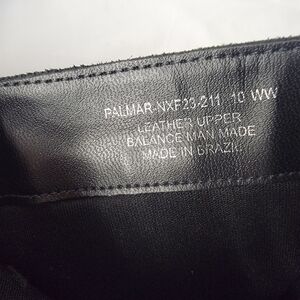 PALMAR-NXF23-211 10 WW
LEATHER UPPER
BALANCE MAN MADE
MADE IN BRAZIL